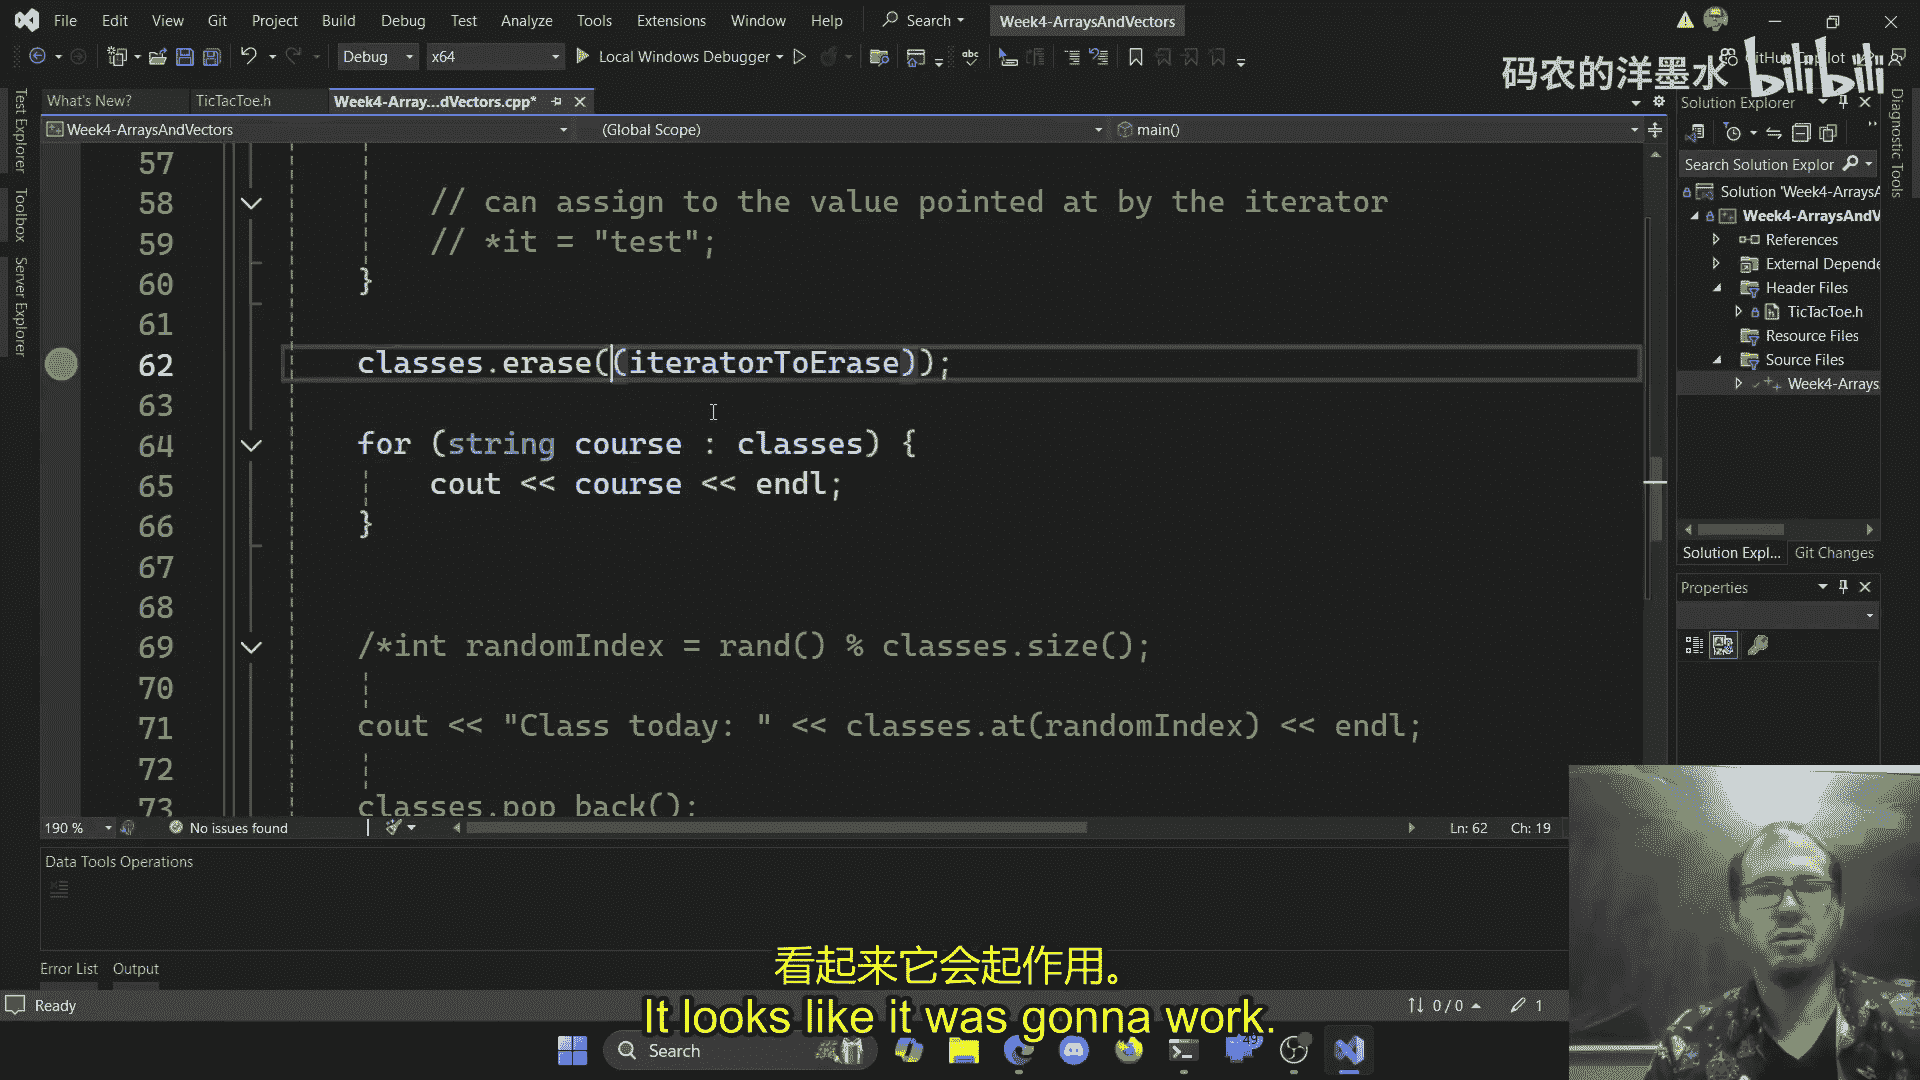 File Edit View Git Project Build Debug Test Analyze Tools Extensions Window Help Search Week4-ArraysAndVectors
Debug x64 Local Windows Debugger
码农的洋墨水 bilibili
What's New? TicTacToe.h Week4-Array...dVectors.cpp*
Week4-ArraysAndVectors (Global Scope) main()
Test Explorer
Toolbox
Server Explorer
57
58 // can assign to the value pointed at by the iterator
59 // *it = "test";
60 }
61
62 classes.erase((iteratorToErase));
63
64 for (string course : classes) {
65 cout << course << endl;
66 }
67
68
69 /*int randomIndex = rand() % classes.size();
70
71 cout << "Class today: " << classes.at(randomIndex) << endl;
72
73 classes.pop_back();
190 % No issues found Ln: 62 Ch: 19
Data Tools Operations
Error List Output
Ready 0 / 0 1
Solution Explorer
Search Solution Explor
Solution 'Week4-ArraysA
Week4-ArraysAndV
References
External Depende
Header Files
TicTacToe.h
Resource Files
Source Files
Week4-Arrays
Solution Expl... Git Changes
Properties
Diagnostic Tools
看起来它会起作用。
It looks like it was gonna work.
Search